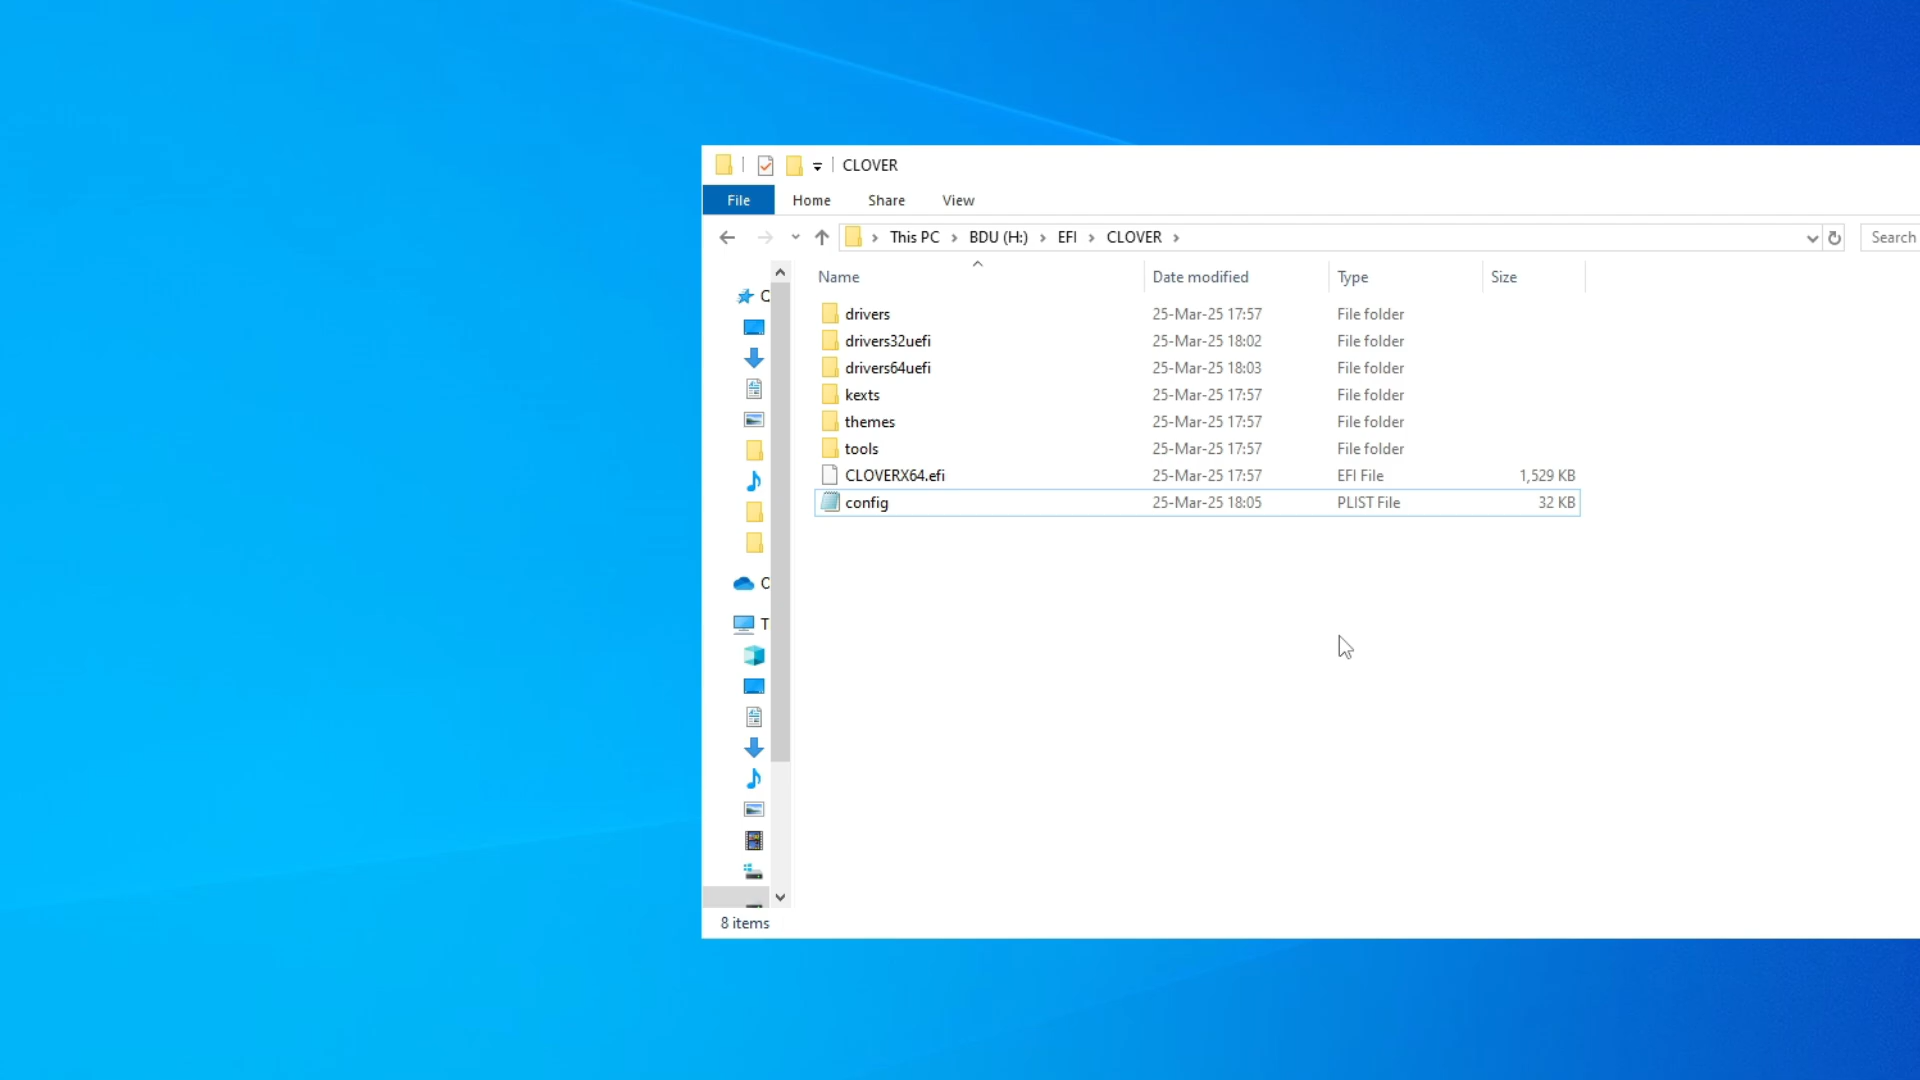 CLOVER
File Home Share View
This PC BDU (H:) EFI CLOVER Search
Name Date modified Type Size
drivers 25-Mar-25 17:57 File folder
drivers32uefi 25-Mar-25 18:02 File folder
drivers64uefi 25-Mar-25 18:03 File folder
kexts 25-Mar-25 17:57 File folder
themes 25-Mar-25 17:57 File folder
tools 25-Mar-25 17:57 File folder
CLOVERX64.efi 25-Mar-25 17:57 EFI File 1,529 KB
config 25-Mar-25 18:05 PLIST File 32 KB
8 items